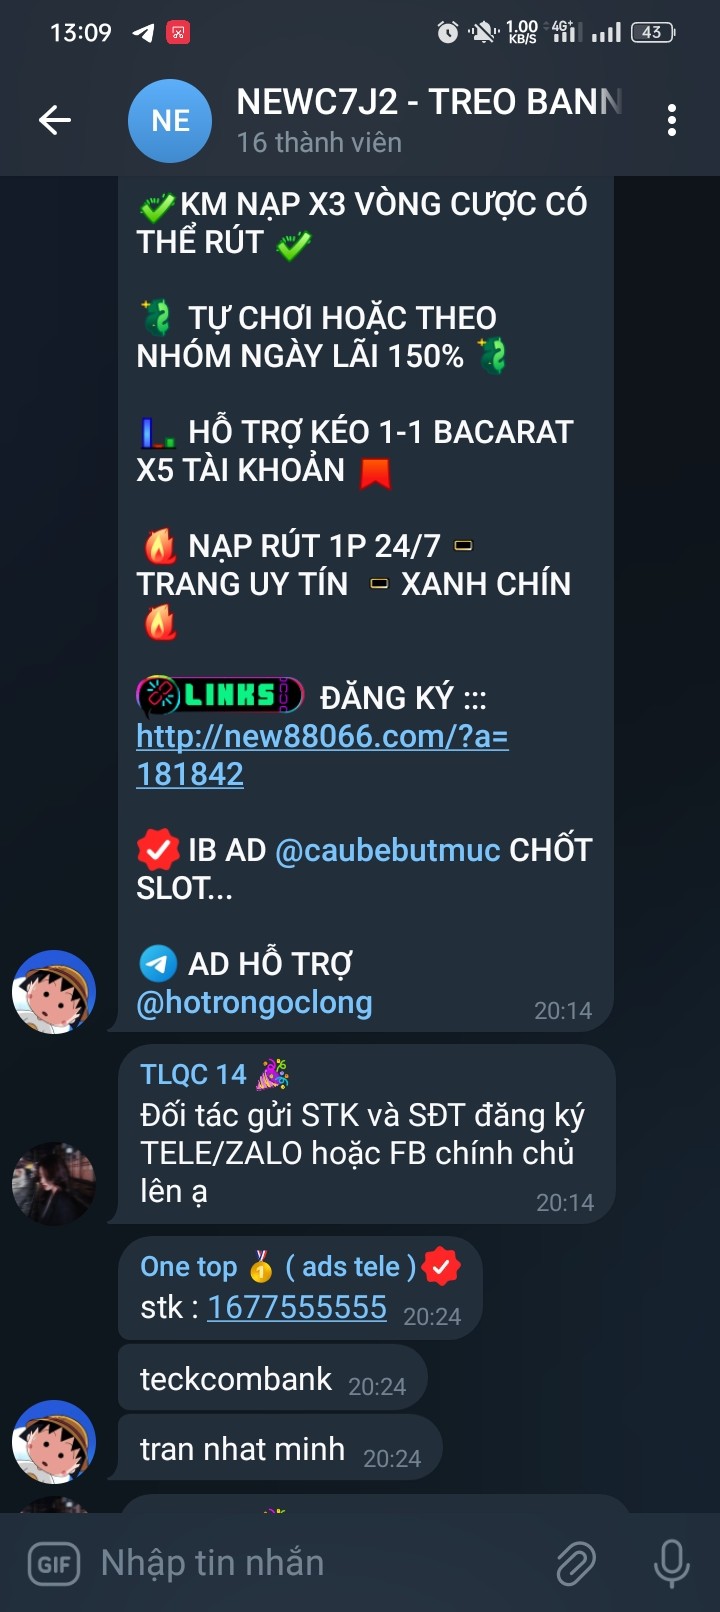 13:09
1.00 KB/S
4G+
43
NE
NEWC7J2 - TREO BANN
16 thành viên
KM NẠP X3 VÒNG CƯỢC CÓ
THỂ RÚT
TỰ CHƠI HOẶC THEO
NHÓM NGÀY LÃI 150%
HỖ TRỢ KÉO 1-1 BACARAT
X5 TÀI KHOẢN
NẠP RÚT 1P 24/7
TRANG UY TÍN XANH CHÍN
LINKS ĐĂNG KÝ :::
http://new88066.com/?a=
181842
IB AD @caubebutmuc CHỐT
SLOT...
AD HỖ TRỢ
@hotrongoclong
20:14
TLQC 14
Đối tác gửi STK và SĐT đăng ký
TELE/ZALO hoặc FB chính chủ
lên ạ
20:14
One top ( ads tele )
stk : 1677555555 20:24
teckcombank 20:24
tran nhat minh 20:24
GIF Nhập tin nhắn